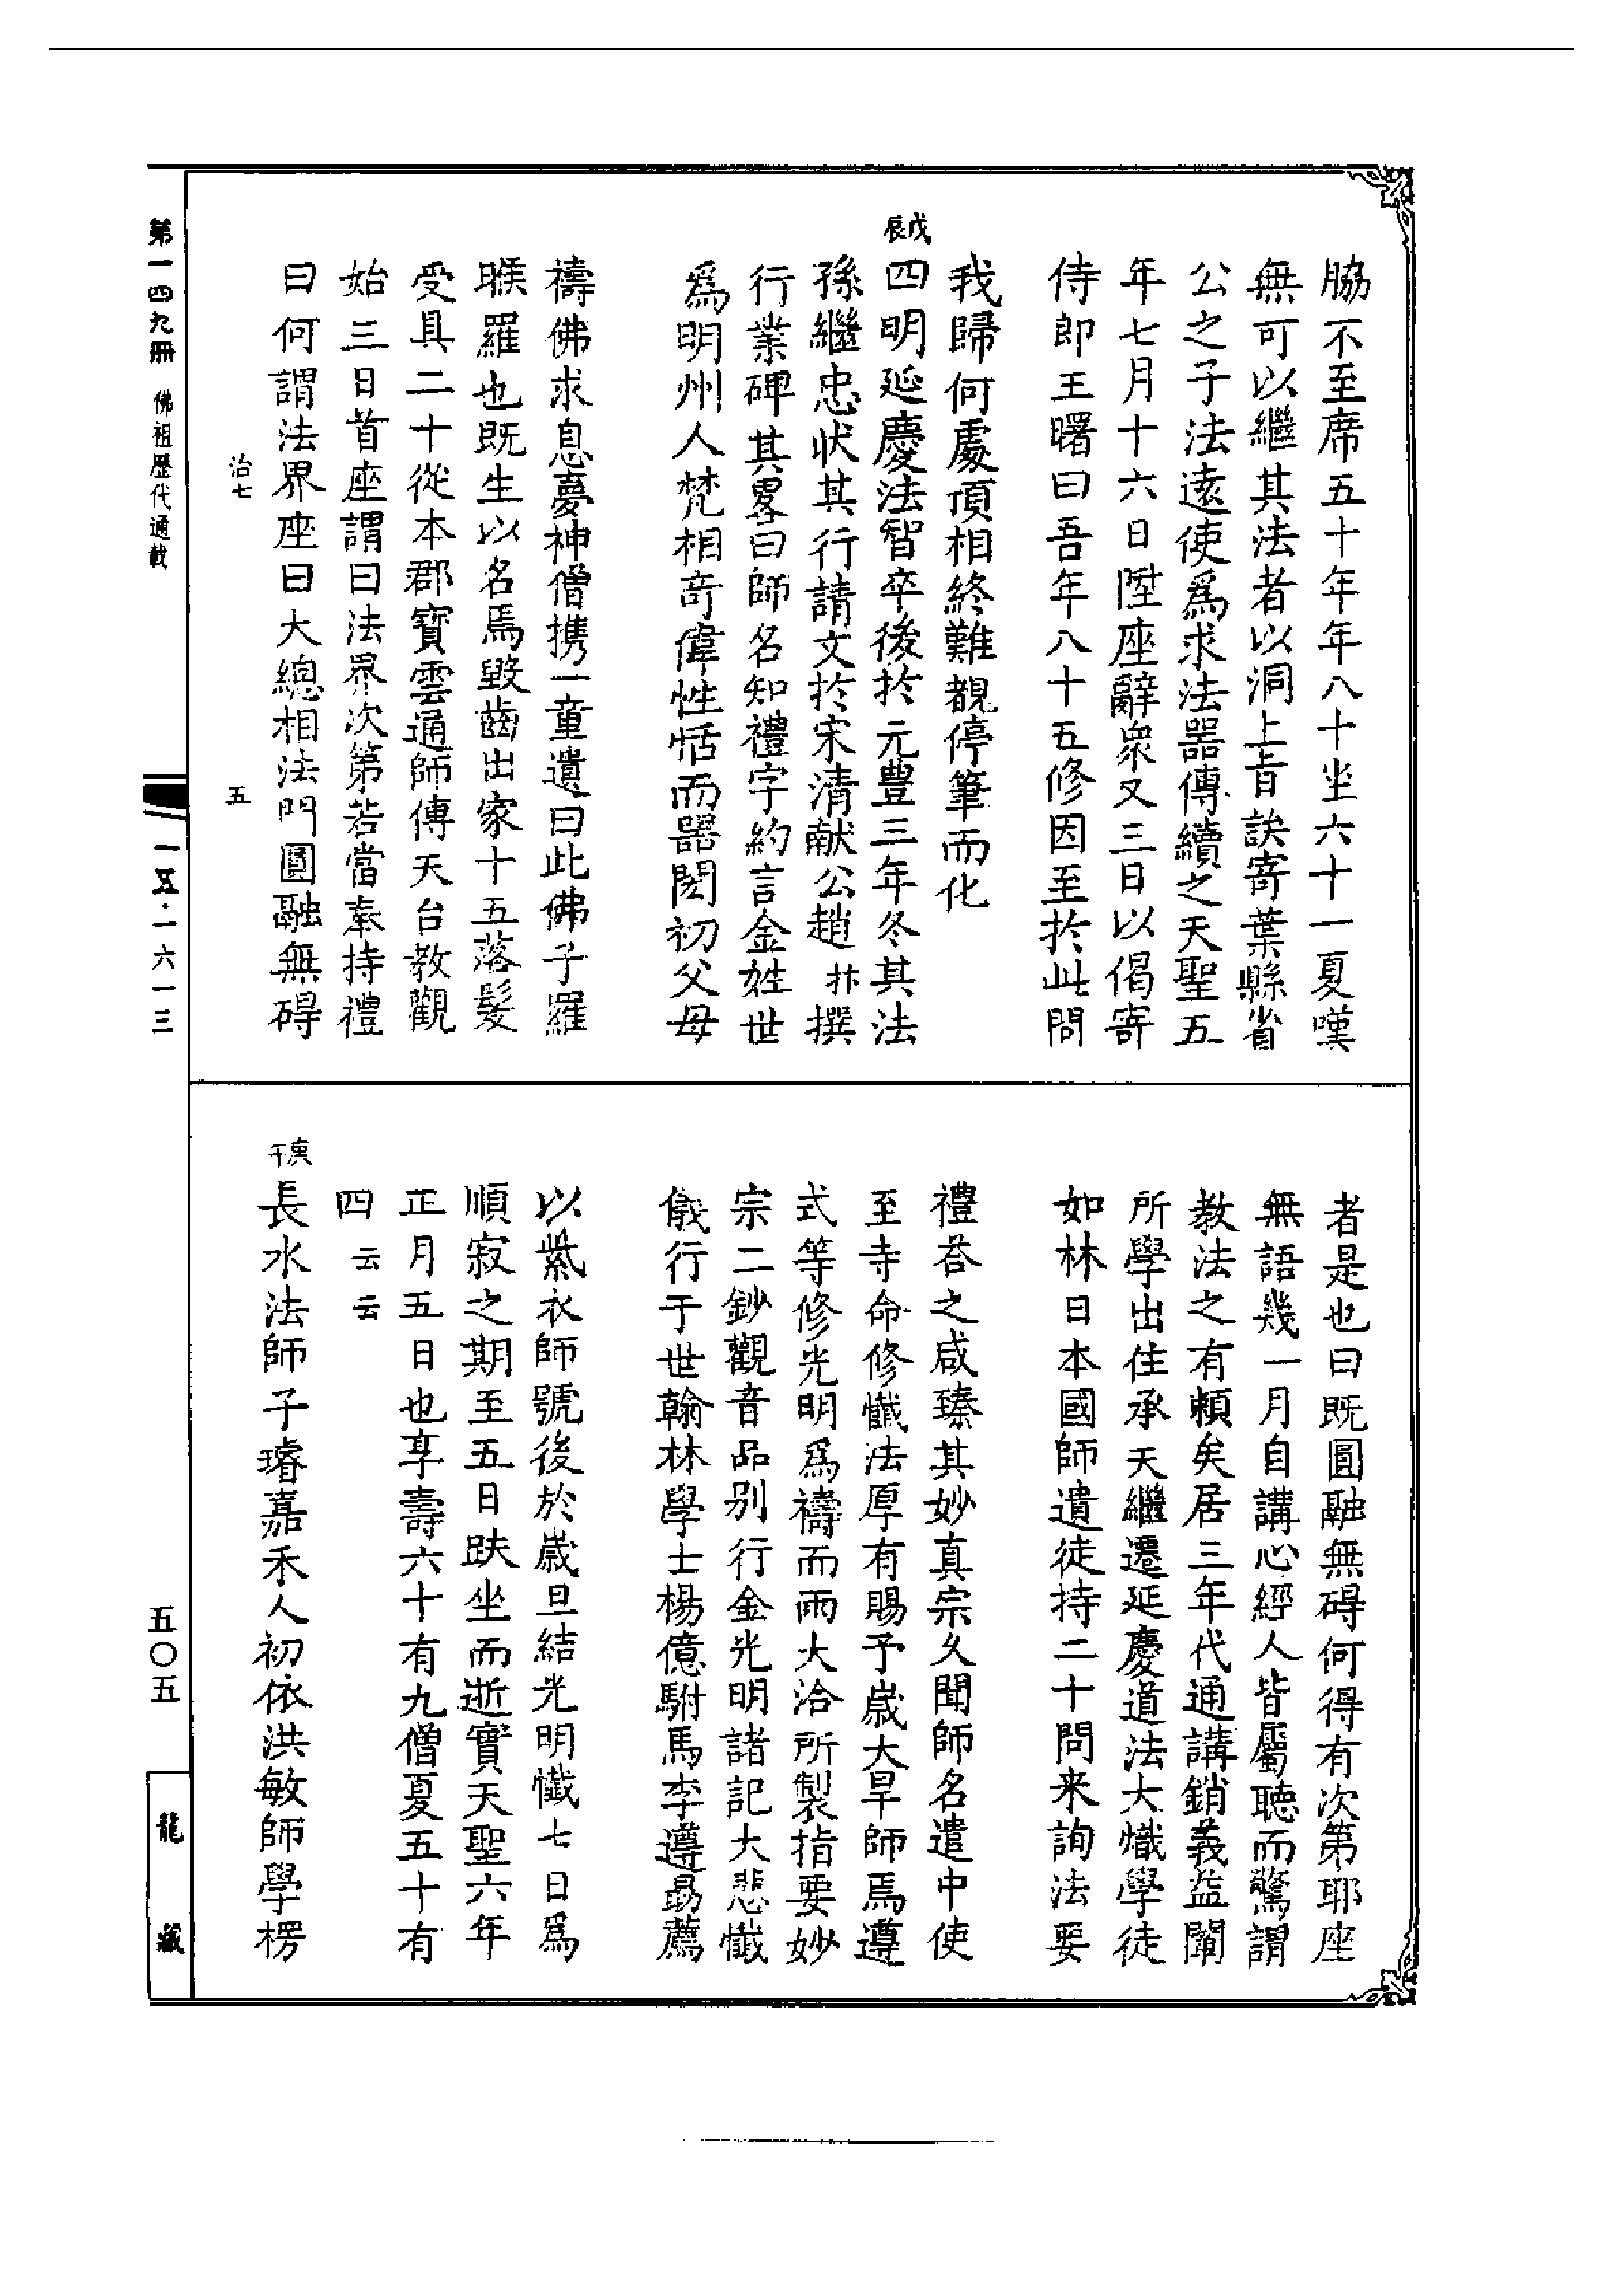 脇不至席五十年年八十坐六十一夏嘆
無可以繼其法者以洞上旨訣寄葉縣省
公之子法遠使爲求法器傳續之天聖五
年七月十六日陞座辭衆又三日以偈寄
侍郎王曙曰吾年八十五修因至於此問
我歸何處頂相終難覩停筆而化
戊辰
四明延慶法智卒後於元豊三年冬其法
孫繼忠狀其行請文於宋清獻公趙抃撰
行業碑其畧曰師名知禮字約言金姓世
爲明州人梵相竒偉性恬而器閎初父母
禱佛求息夢神僧携一童遺曰此佛子羅
睺羅也既生以名焉毀齒出家十五落髮
受具二十從本郡寳雲通師傳天台教觀
始三日首座謂曰法界次第若當奉持禮
曰何謂法界座曰大總相法門圓融無碍
者是也曰既圓融無碍何得有次第耶座
無語幾一月自講心經人皆屬聽而驚謂
教法之有賴矣居三年代通講銷義益闡
所學出住承天繼遷延慶道法大熾學徒
如林日本國師遣徒持二十問来詢法要
禮荅之咸臻其妙真宗久聞師名遣中使
至寺命修懺法厚有賜予歲大旱師焉遵
式等修光明爲禱而雨大洽所製指要妙
宗二鈔觀音品別行金光明諸記大悲懺
儀行于世翰林學士楊億駙馬李遵勗薦
以紫衣師號後於歲旦結光明懺七日爲
順寂之期至五日趺坐而逝實天聖六年
正月五日也享壽六十有九僧夏五十有
四云云
庚午
長水法師子璿嘉禾人初依洪敏師學楞
第一四九冊 佛祖歷代通載
治七 五
一五·一六一三
五〇五
龍藏